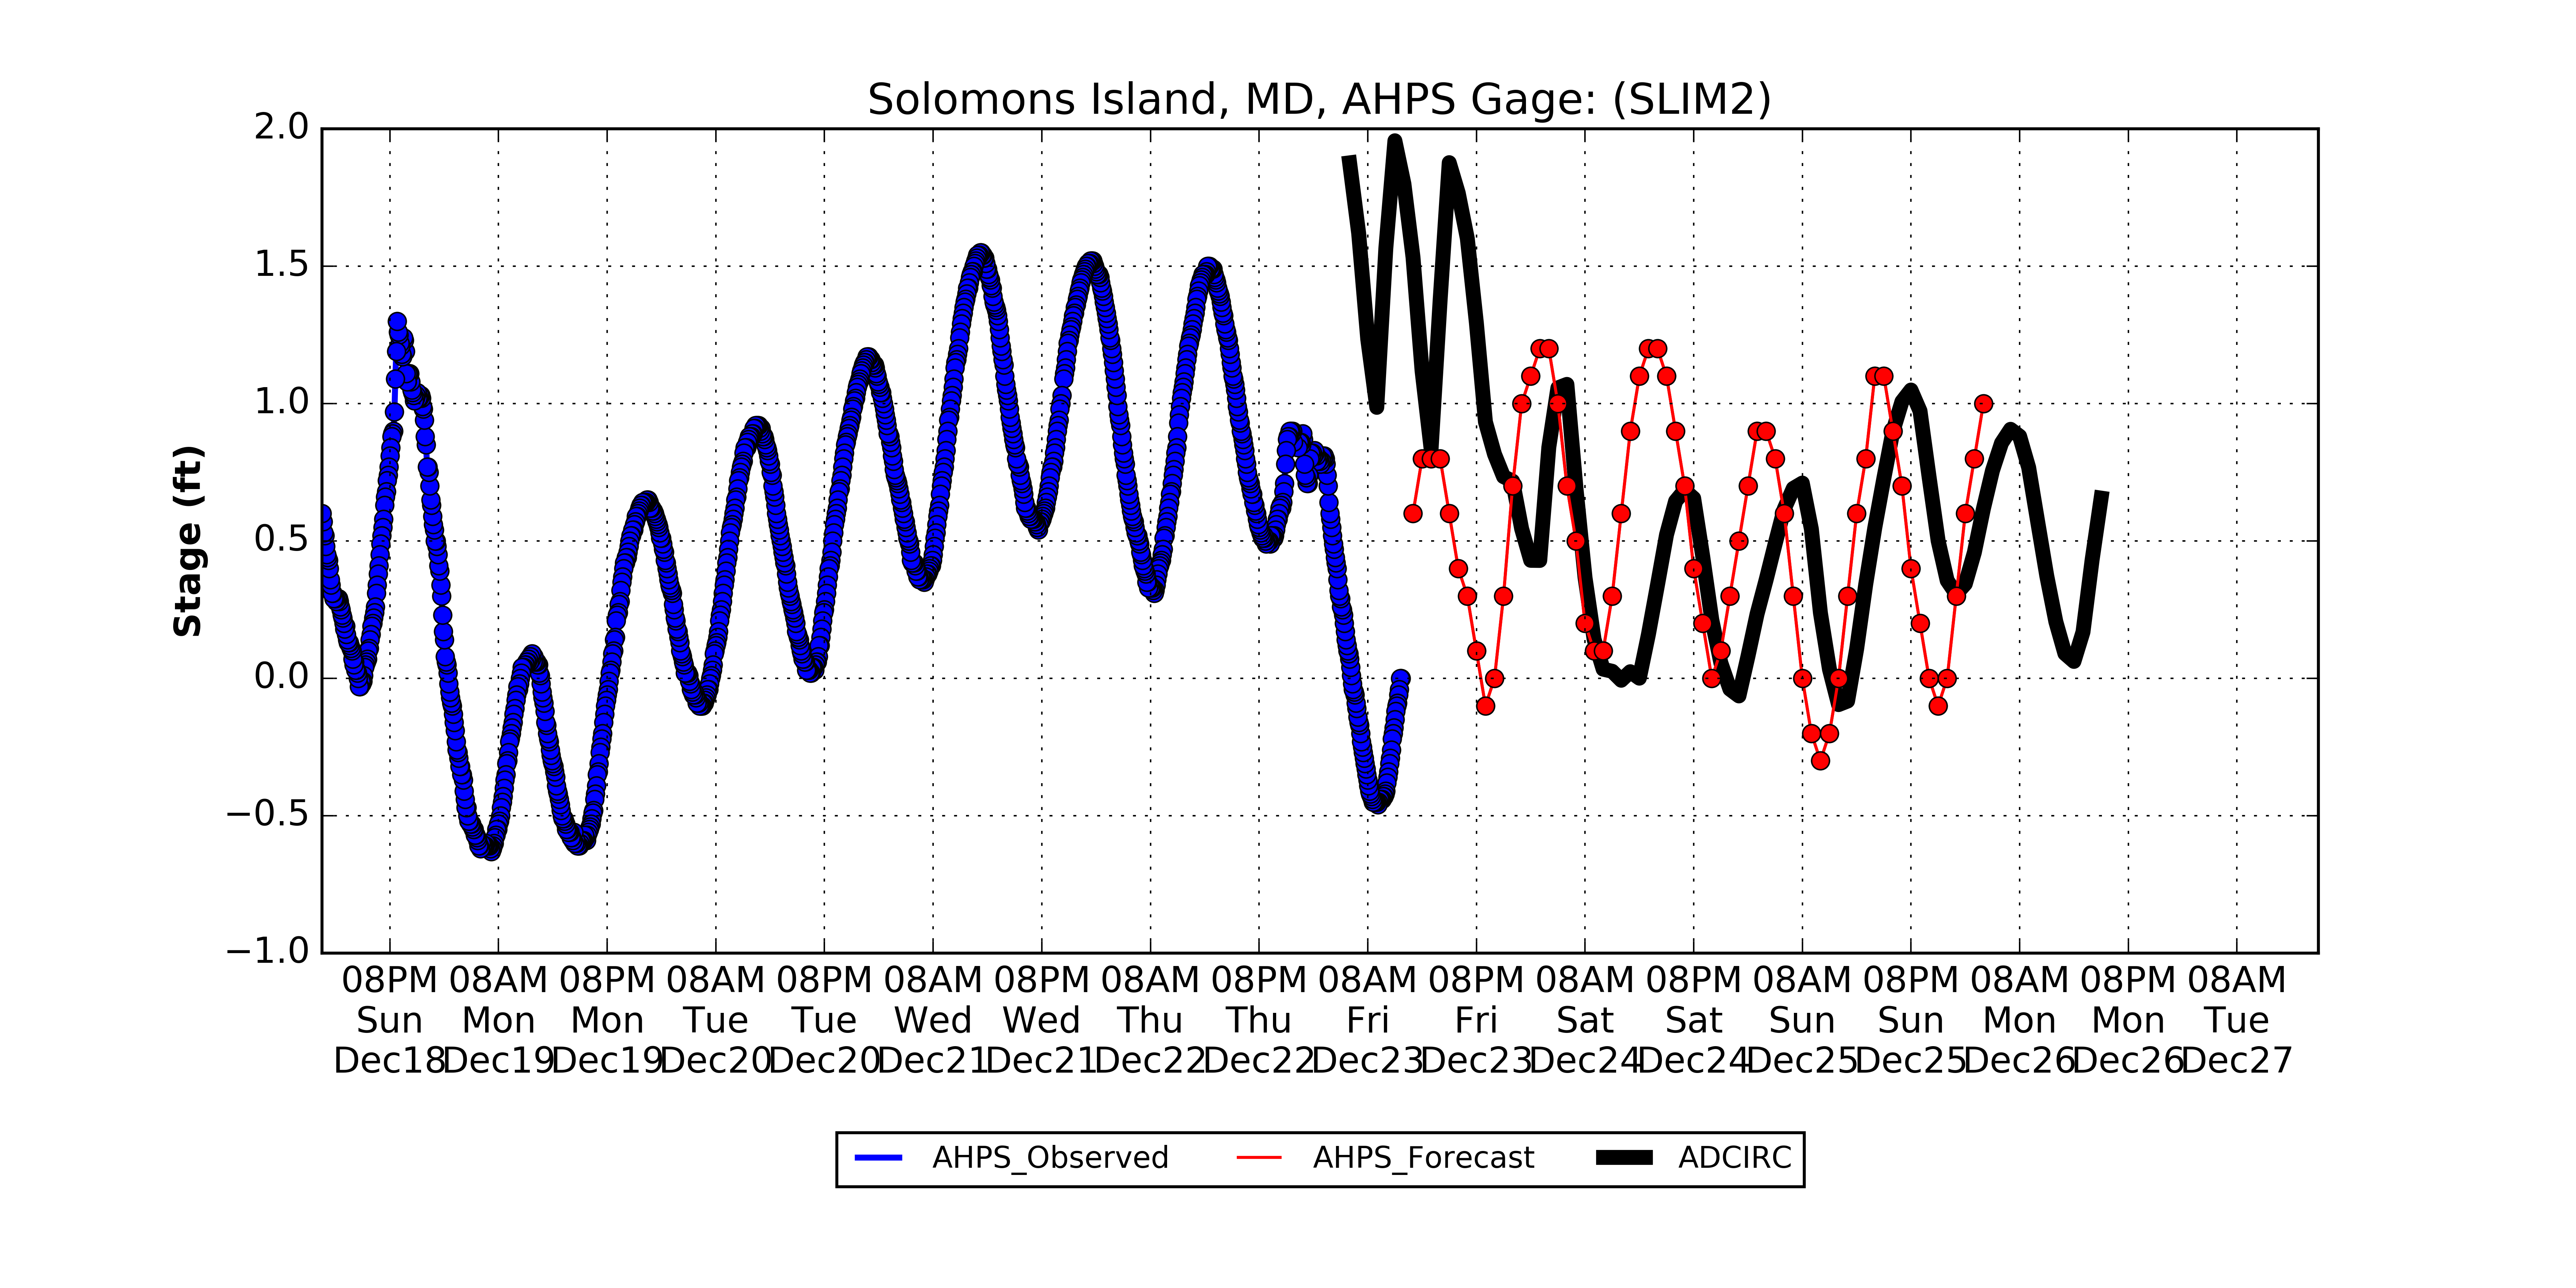 Solomons Island, MD, AHPS Gage: (SLIM2)
2.0
1.5
1.0
0.5
0.0
−0.5
−1.0
Stage (ft)
08PM 08AM 08PM 08AM 08PM 08AM 08PM 08AM 08PM 08AM 08PM 08AM 08PM 08AM 08PM 08AM 08PM 08AM
Sun Mon Mon Tue Tue Wed Wed Thu Thu Fri Fri Sat Sat Sun Sun Mon Mon Tue
Dec18 Dec19 Dec19 Dec20 Dec20 Dec21 Dec21 Dec22 Dec22 Dec23 Dec23 Dec24 Dec24 Dec25 Dec25 Dec26 Dec26 Dec27
AHPS_Observed AHPS_Forecast ADCIRC